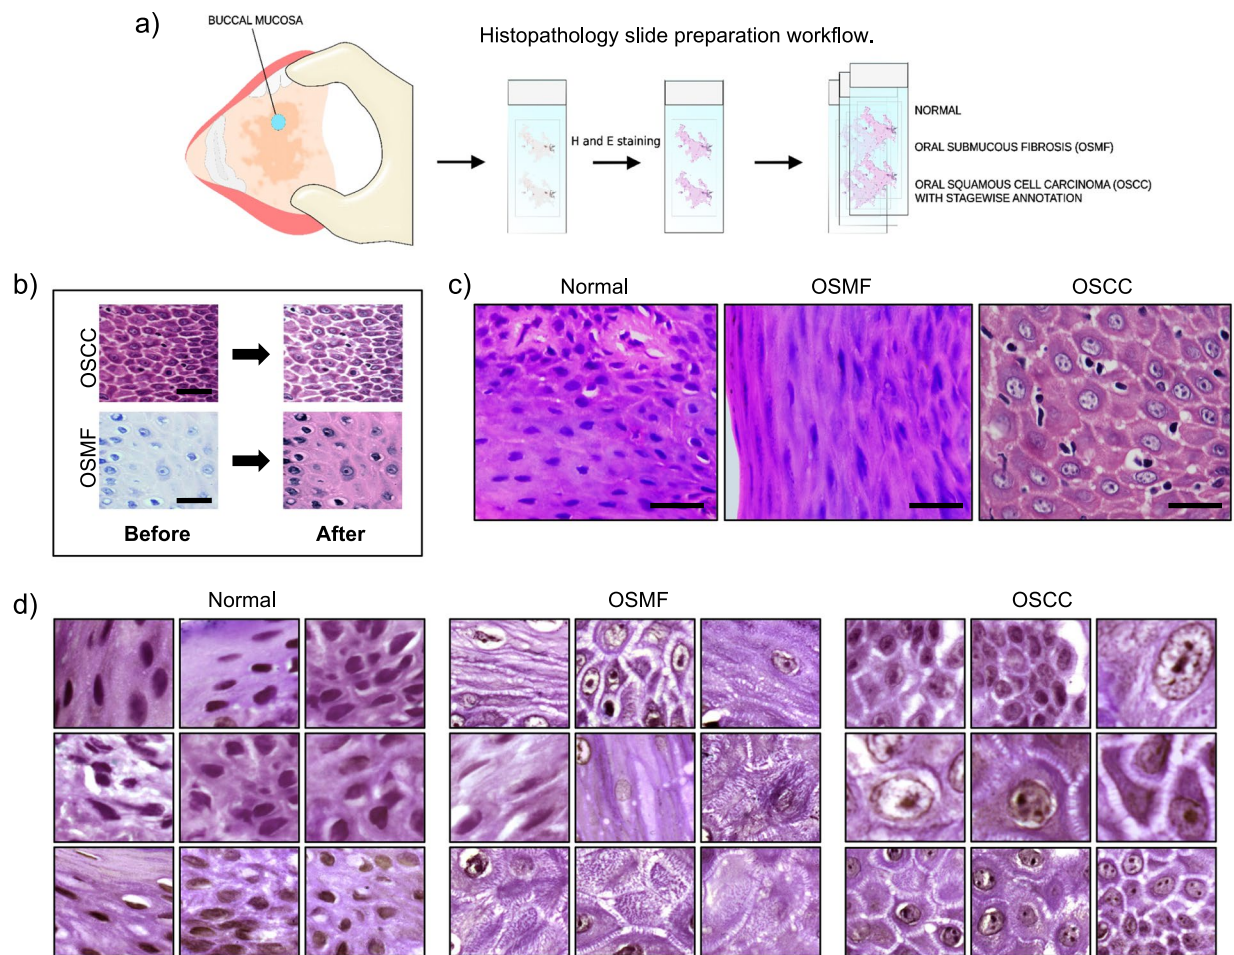 a)
BUCCAL MUCOSA
Histopathology slide preparation workflow.
H and E staining
NORMAL
ORAL SUBMUCOUS FIBROSIS (OSMF)
ORAL SQUAMOUS CELL CARCINOMA (OSCC)
WITH STAGEWISE ANNOTATION
b)
OSCC
OSMF
Before
After
c)
Normal
OSMF
OSCC
d)
Normal
OSMF
OSCC